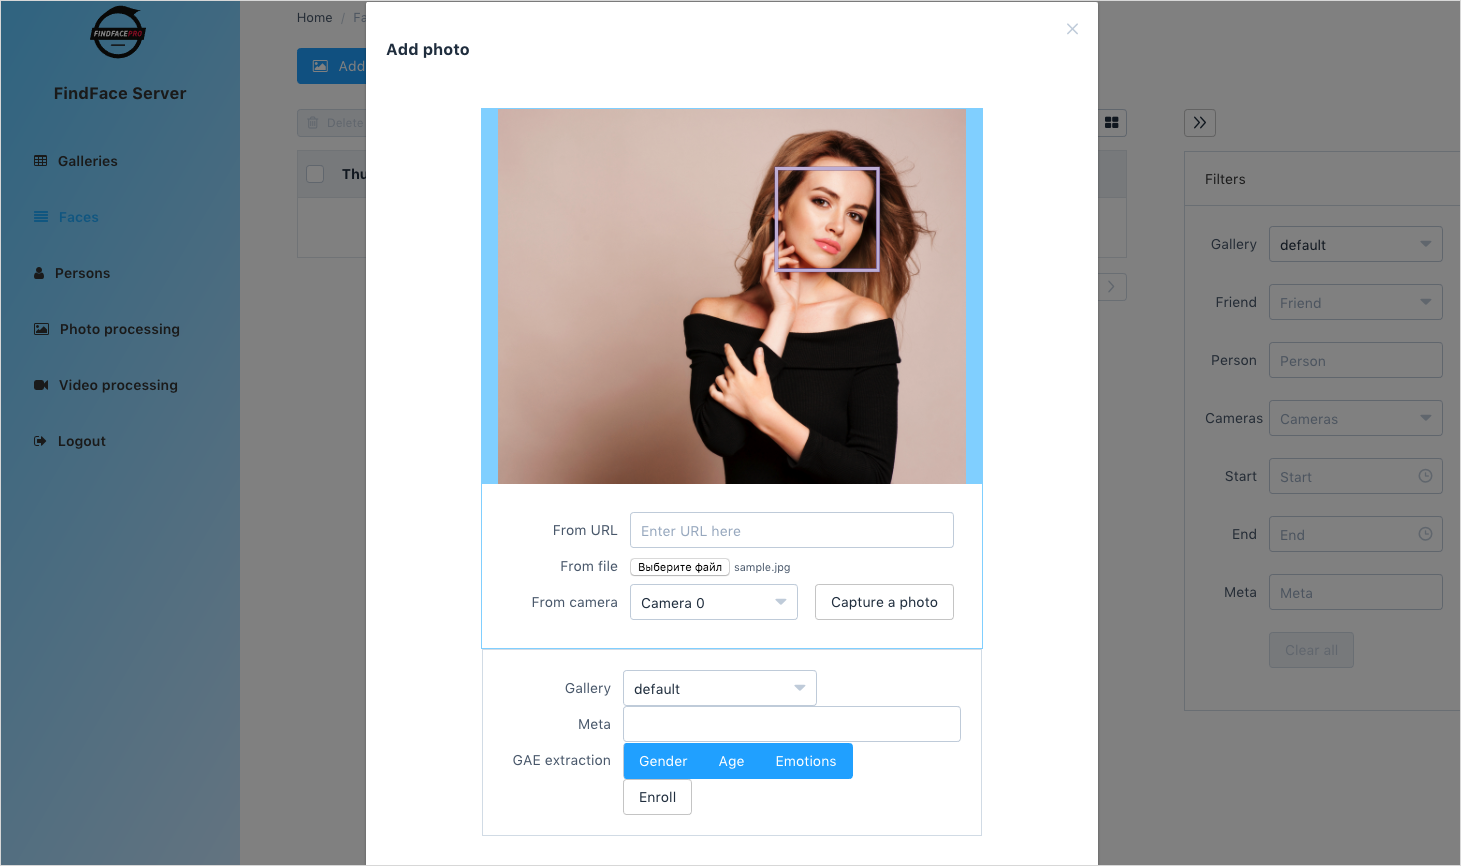 FINDFACEPRO
FindFace Server
Galleries
Faces
Persons
Photo processing
Video processing
Logout
Home / Fa
Add
Delete
Thu
Add photo
From URL Enter URL here
From file Выберите файл sample.jpg
From camera Camera 0 Capture a photo
Gallery default
Meta
GAE extraction Gender Age Emotions
Enroll
Filters
Gallery default
Friend Friend
Person Person
Cameras Cameras
Start Start
End End
Meta Meta
Clear all